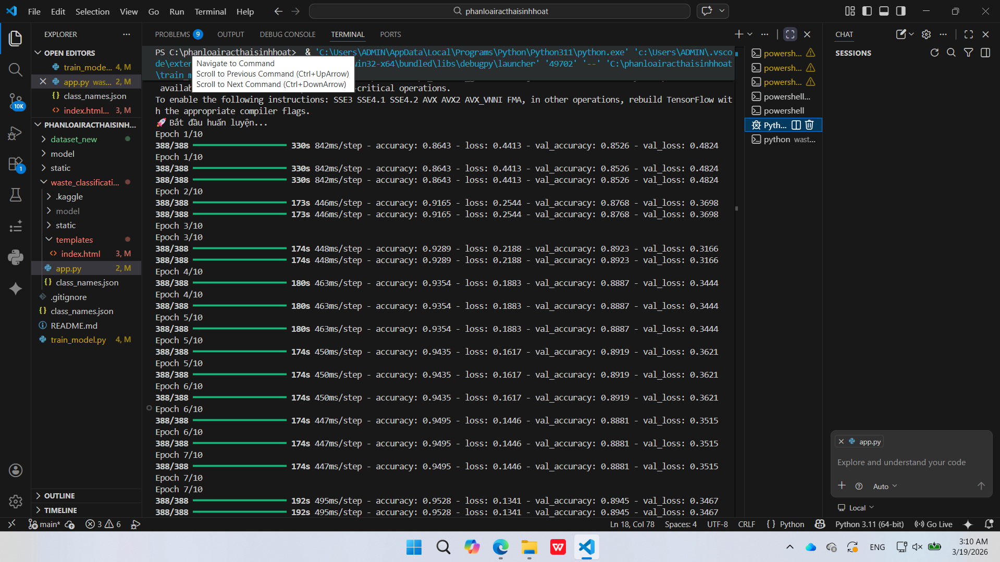 File Edit Selection View Go Run Terminal Help
phanloairacthaisinhhoat
EXPLORER
OPEN EDITORS
train_mode... 4, M
app.py was... 2, M
class_names.json
index.html... 3, M
PHANLOAIRACTHAISINH...
dataset_new
model
static
waste_classificati...
.kaggle
model
static
templates
index.html 3, M
app.py 2, M
class_names.json
.gitignore
class_names.json
README.md
train_model.py 4, M
OUTLINE
TIMELINE
10K
1
PROBLEMS 9 OUTPUT DEBUG CONSOLE TERMINAL PORTS
PS C:\phanloairacthaisinhhoat> & 'C:\Users\ADMIN\AppData\Local\Programs\Python\Python311\python.exe' 'c:\Users\ADMIN\.vsco
de\exten win32-x64\bundled\libs\debugpy\launcher' '49702' '--' 'C:\phanloairacthaisinhhoat
\train_m
Navigate to Command
Scroll to Previous Command (Ctrl+UpArrow)
Scroll to Next Command (Ctrl+DownArrow)
availab -critical operations.
To enable the following instructions: SSE3 SSE4.1 SSE4.2 AVX AVX2 AVX_VNNI FMA, in other operations, rebuild TensorFlow wit
h the appropriate compiler flags.
🚀 Bắt đầu huấn luyện...
Epoch 1/10
388/388 330s 842ms/step - accuracy: 0.8643 - loss: 0.4413 - val_accuracy: 0.8526 - val_loss: 0.4824
Epoch 1/10
388/388 330s 842ms/step - accuracy: 0.8643 - loss: 0.4413 - val_accuracy: 0.8526 - val_loss: 0.4824
388/388 330s 842ms/step - accuracy: 0.8643 - loss: 0.4413 - val_accuracy: 0.8526 - val_loss: 0.4824
Epoch 2/10
388/388 173s 446ms/step - accuracy: 0.9165 - loss: 0.2544 - val_accuracy: 0.8768 - val_loss: 0.3698
388/388 173s 446ms/step - accuracy: 0.9165 - loss: 0.2544 - val_accuracy: 0.8768 - val_loss: 0.3698
Epoch 3/10
Epoch 3/10
388/388 174s 448ms/step - accuracy: 0.9289 - loss: 0.2188 - val_accuracy: 0.8923 - val_loss: 0.3166
388/388 174s 448ms/step - accuracy: 0.9289 - loss: 0.2188 - val_accuracy: 0.8923 - val_loss: 0.3166
Epoch 4/10
388/388 180s 463ms/step - accuracy: 0.9354 - loss: 0.1883 - val_accuracy: 0.8887 - val_loss: 0.3444
Epoch 4/10
388/388 180s 463ms/step - accuracy: 0.9354 - loss: 0.1883 - val_accuracy: 0.8887 - val_loss: 0.3444
Epoch 5/10
388/388 180s 463ms/step - accuracy: 0.9354 - loss: 0.1883 - val_accuracy: 0.8887 - val_loss: 0.3444
Epoch 5/10
388/388 174s 450ms/step - accuracy: 0.9435 - loss: 0.1617 - val_accuracy: 0.8919 - val_loss: 0.3621
Epoch 5/10
388/388 174s 450ms/step - accuracy: 0.9435 - loss: 0.1617 - val_accuracy: 0.8919 - val_loss: 0.3621
Epoch 6/10
388/388 174s 450ms/step - accuracy: 0.9435 - loss: 0.1617 - val_accuracy: 0.8919 - val_loss: 0.3621
Epoch 6/10
388/388 174s 447ms/step - accuracy: 0.9495 - loss: 0.1446 - val_accuracy: 0.8881 - val_loss: 0.3515
Epoch 6/10
388/388 174s 447ms/step - accuracy: 0.9495 - loss: 0.1446 - val_accuracy: 0.8881 - val_loss: 0.3515
Epoch 7/10
388/388 174s 447ms/step - accuracy: 0.9495 - loss: 0.1446 - val_accuracy: 0.8881 - val_loss: 0.3515
Epoch 7/10
Epoch 7/10
388/388 192s 495ms/step - accuracy: 0.9528 - loss: 0.1341 - val_accuracy: 0.8945 - val_loss: 0.3467
388/388 192s 495ms/step - accuracy: 0.9528 - loss: 0.1341 - val_accuracy: 0.8945 - val_loss: 0.3467
powersh...
powersh...
powersh...
powershell...
powershell
Pyth...
python wast...
CHAT
SESSIONS
app.py
Explore and understand your code
Auto
Local
main* 3 6 Ln 18, Col 78 Spaces: 4 UTF-8 CRLF {} Python Python 3.11 (64-bit) Go Live
ENG
3:10 AM
3/19/2026